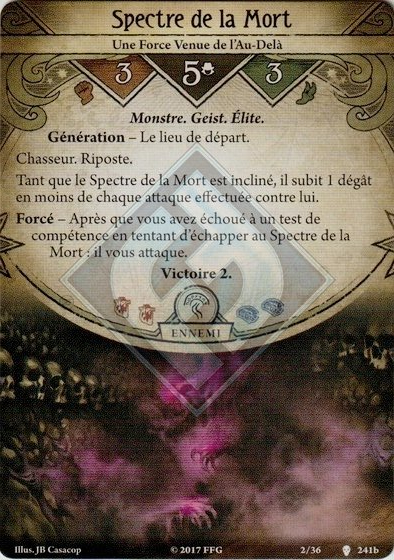 Spectre de la Mort
Une Force Venue de l'Au-Delà
3 5 3
Monstre. Geist. Élite.
Génération – Le lieu de départ.
Chasseur. Riposte.
Tant que le Spectre de la Mort est incliné, il subit 1 dégât
en moins de chaque attaque effectuée contre lui.
Forcé – Après que vous avez échoué à un test de
compétence en tentant d'échapper au Spectre de la
Mort : il vous attaque.
Victoire 2.
ENNEMI
Illus. JB Casacop © 2017 FFG 2/36 241b